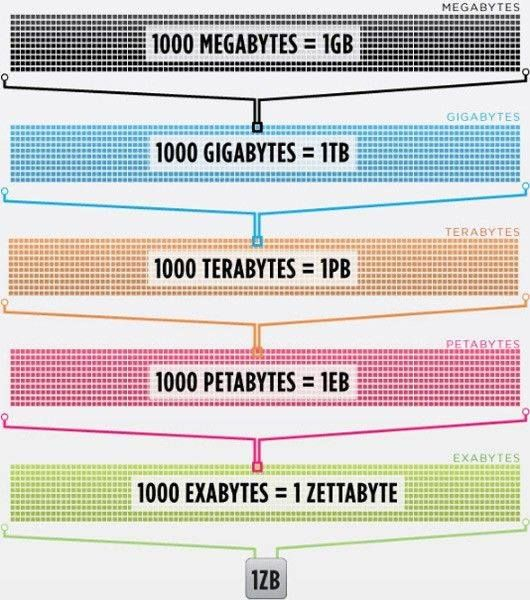 MEGABYTES
1000 MEGABYTES = 1GB
GIGABYTES
1000 GIGABYTES = 1TB
TERABYTES
1000 TERABYTES = 1PB
PETABYTES
1000 PETABYTES = 1EB
EXABYTES
1000 EXABYTES = 1 ZETTABYTE
1ZB